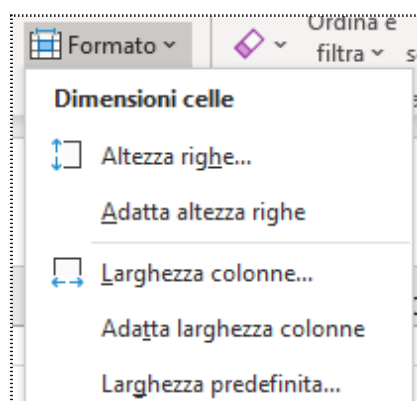 Formato
Ordina e
filtra
Dimensioni celle
Altezza righe...
Adatta altezza righe
Larghezza colonne...
Adatta larghezza colonne
Larghezza predefinita...